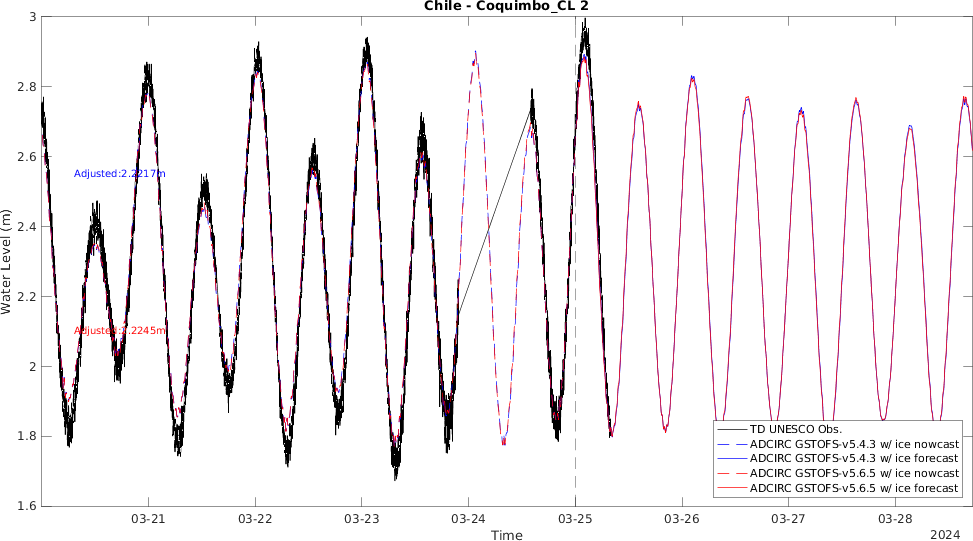 Chile - Coquimbo_CL 2
3
2.8
2.6
2.4
2.2
2
1.8
1.6
Water Level (m)
Adjusted:2.2217m
Adjusted:2.2245m
03-21
03-22
03-23
03-24
03-25
03-26
03-27
03-28
Time
2024
TD UNESCO Obs.
ADCIRC GSTOFS-v5.4.3 w/ ice nowcast
ADCIRC GSTOFS-v5.4.3 w/ ice forecast
ADCIRC GSTOFS-v5.6.5 w/ ice nowcast
ADCIRC GSTOFS-v5.6.5 w/ ice forecast